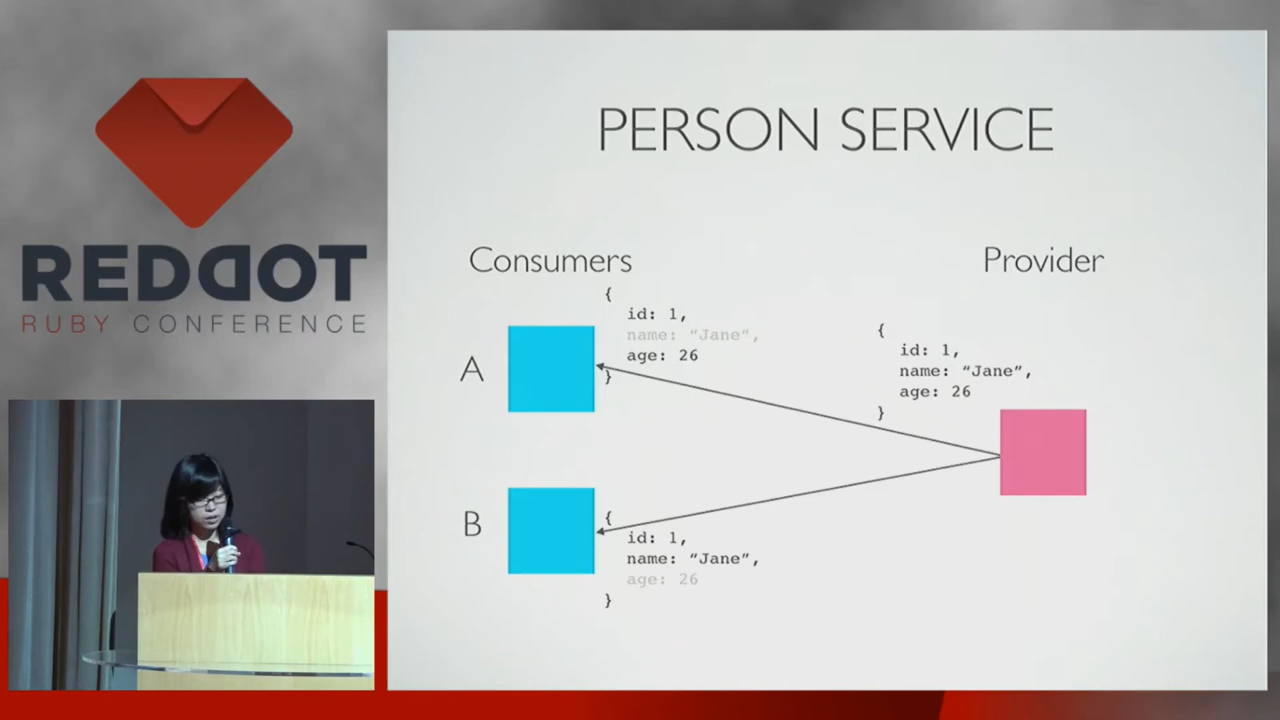 REDDOT
RUBY CONFERENCE
PERSON SERVICE
Consumers
Provider
A
{
id: 1,
name: “Jane”,
age: 26
}
{
id: 1,
name: “Jane”,
age: 26
}
B
{
id: 1,
name: “Jane”,
age: 26
}